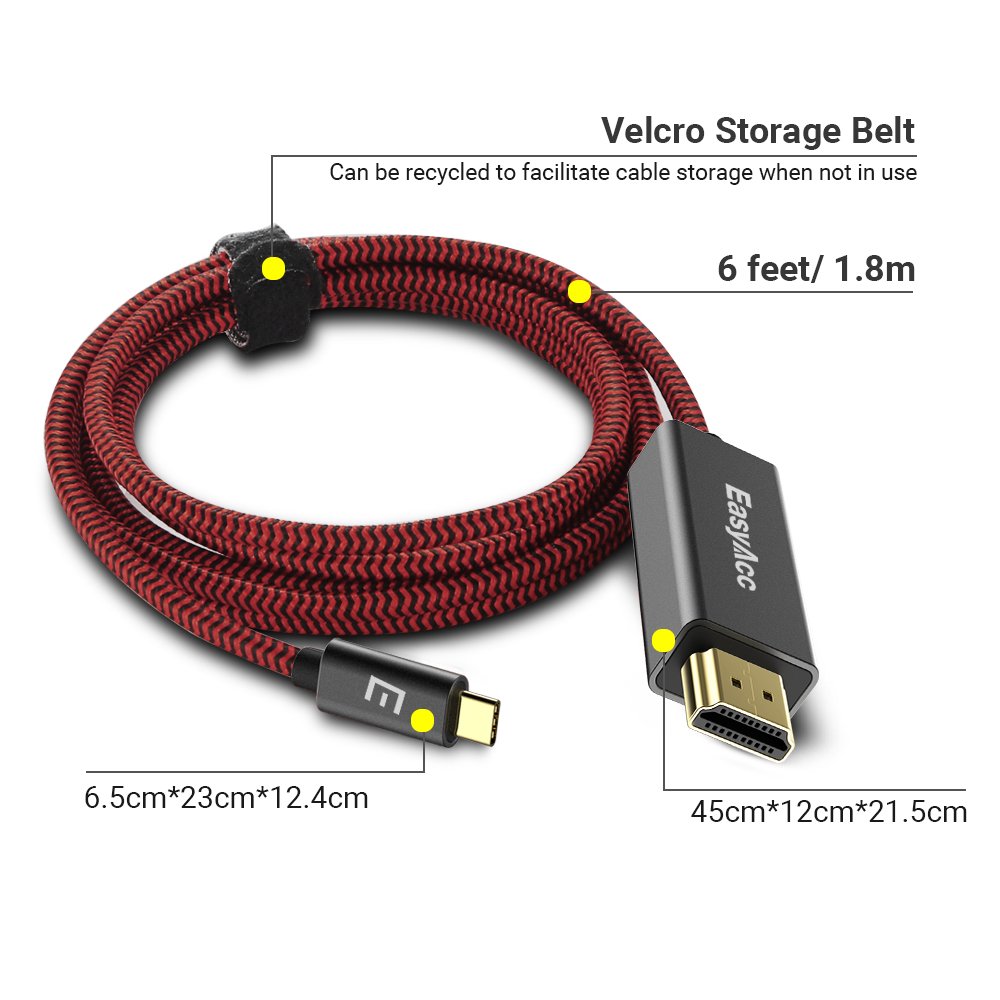 Velcro Storage Belt
Can be recycled to facilitate cable storage when not in use
6 feet/ 1.8m
EasyAcc
E
6.5cm*23cm*12.4cm
45cm*12cm*21.5cm